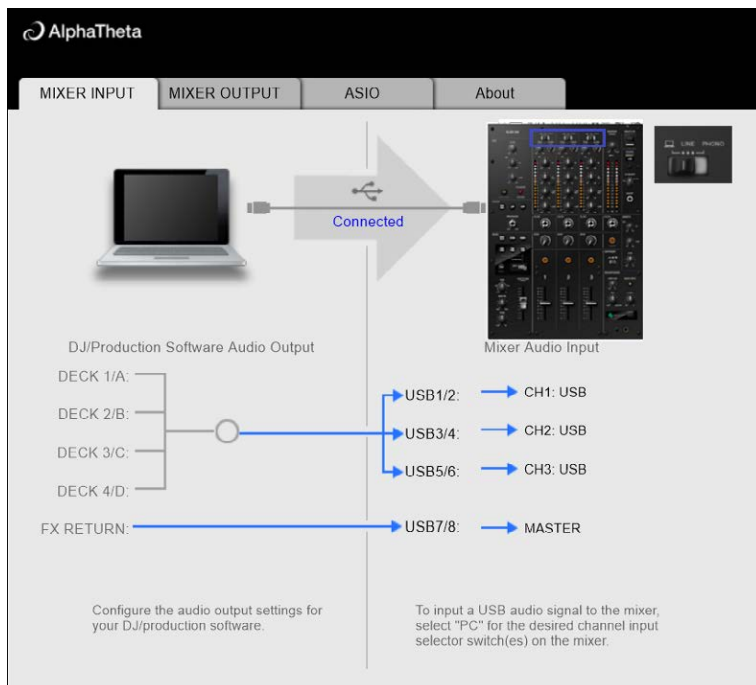 AlphaTheta
MIXER INPUT
MIXER OUTPUT
ASIO
About
LINE PHONO
Connected
DJ/Production Software Audio Output
Mixer Audio Input
DECK 1/A:
DECK 2/B:
DECK 3/C:
DECK 4/D:
FX RETURN:
USB1/2:
CH1: USB
USB3/4:
CH2: USB
USB5/6:
CH3: USB
USB7/8:
MASTER
Configure the audio output settings for
your DJ/production software.
To input a USB audio signal to the mixer,
select "PC" for the desired channel input
selector switch(es) on the mixer.